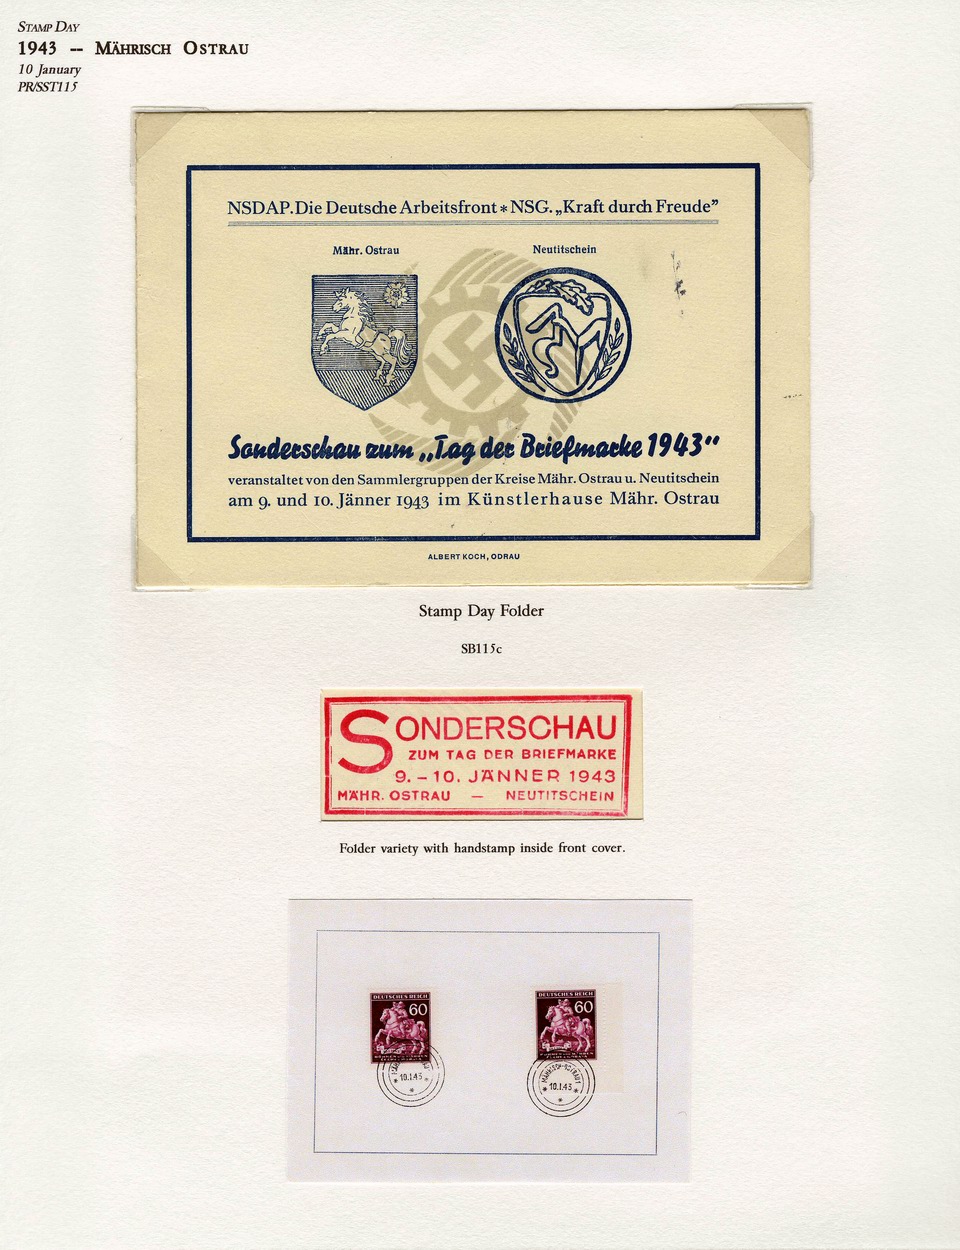 Stamp Day
1943 -- Mährisch Ostrau
10 January
PR/SST115
NSDAP. Die Deutsche Arbeitsfront * NSG. „Kraft durch Freude”
Mähr. Ostrau
Neutitschein
Sonderschau zum „Tag der Briefmarke 1943“
veranstaltet von den Sammlergruppen der Kreise Mähr. Ostrau u. Neutitschein
am 9. und 10. Jänner 1943 im Künstlerhause Mähr. Ostrau
ALBERT KOCH, ODRAU
Stamp Day Folder
SB115c
SONDERSCHAU
ZUM TAG DER BRIEFMARKE
9. – 10. JÄNNER 1943
MÄHR. OSTRAU — NEUTITSCHEIN
Folder variety with handstamp inside front cover.
DEUTSCHES REICH
60
10.I.43
DEUTSCHES REICH
60
MÄHRISCH-OSTRAU 1
10.I.43